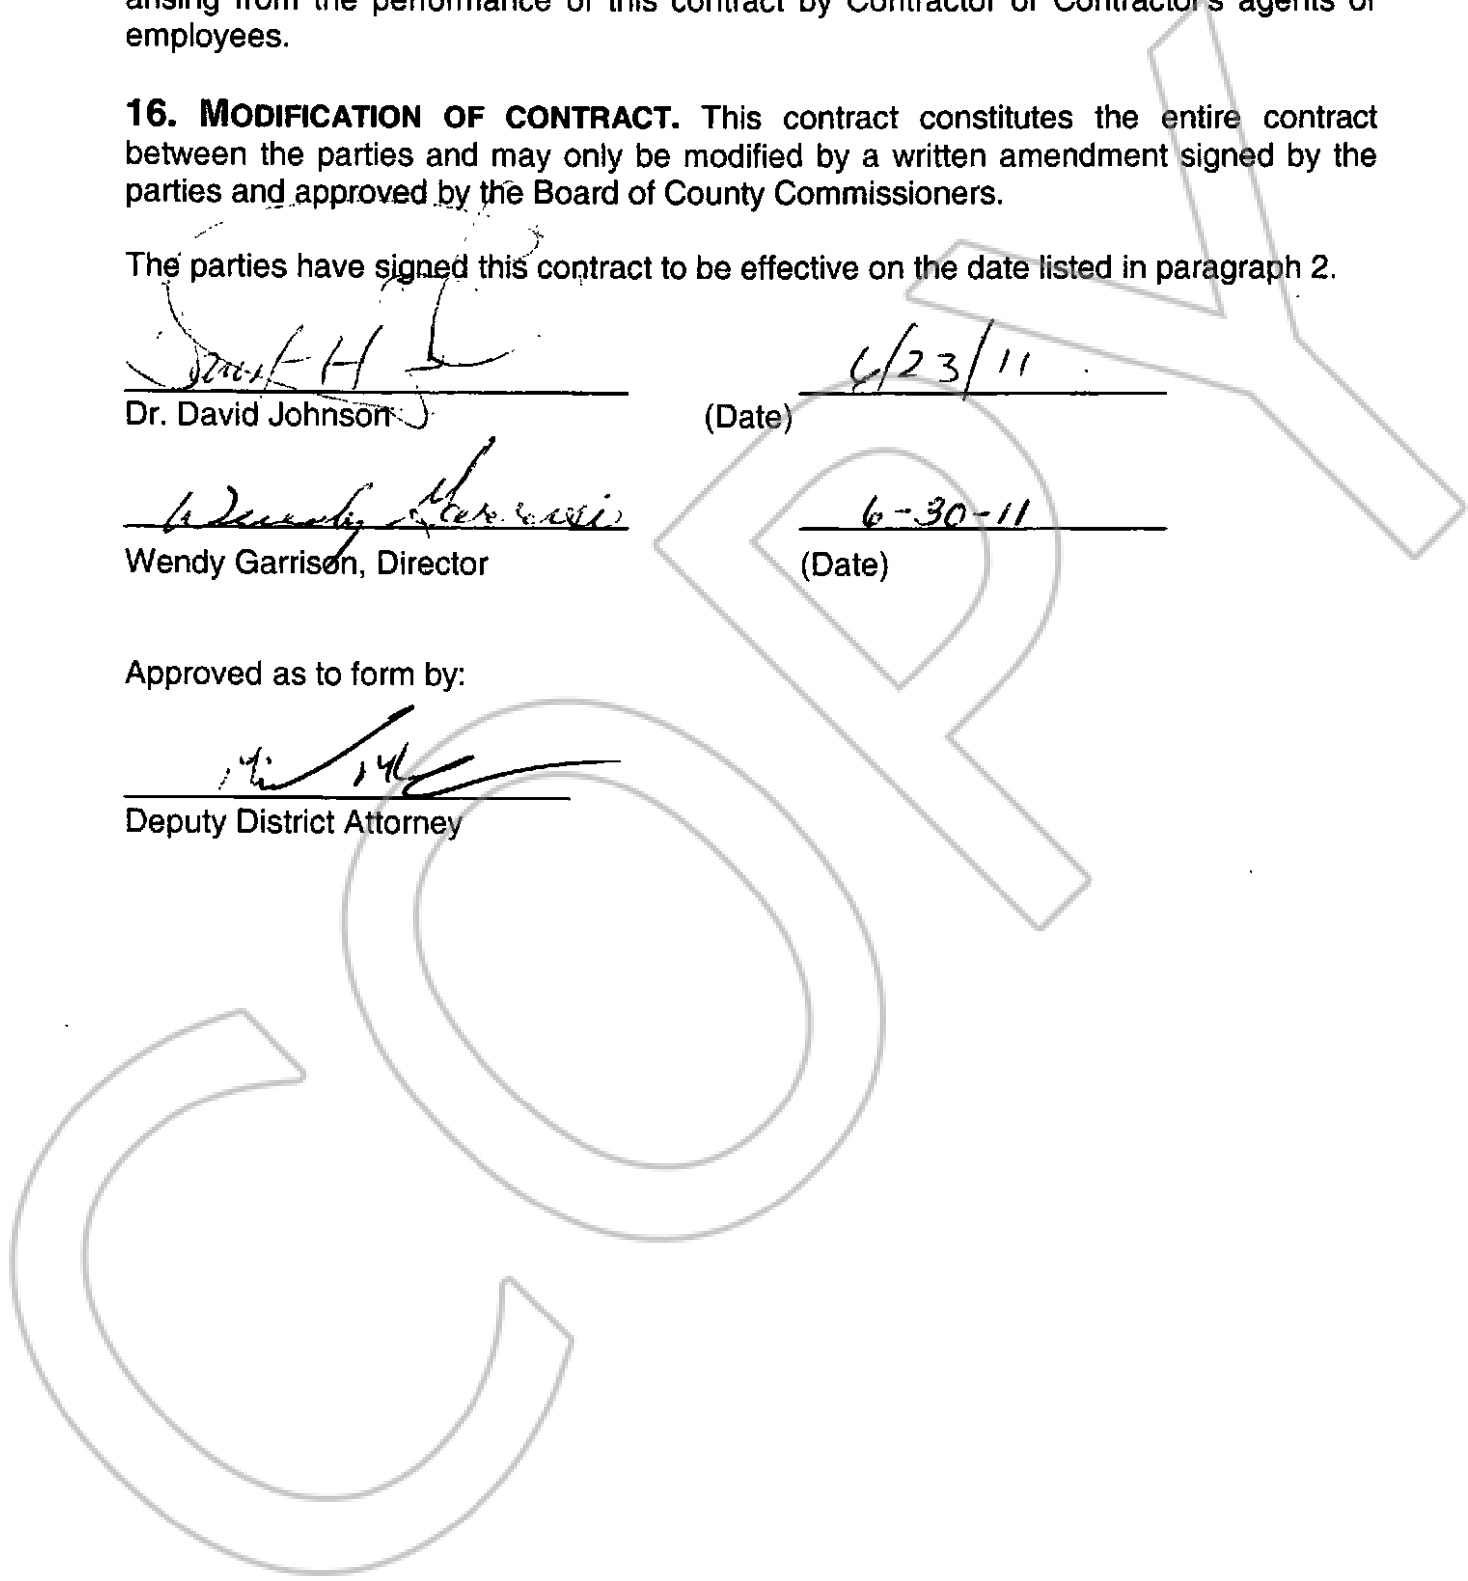 arising from the performance of this contract by Contractor or Contractor's agents or
employees.
16. MODIFICATION OF CONTRACT. This contract constitutes the entire contract
between the parties and may only be modified by a written amendment signed by the
parties and approved by the Board of County Commissioners.
The parties have signed this contract to be effective on the date listed in paragraph 2.
6/23/11
Dr. David Johnson (Date)
Wendy Garrison 6-30-11
Wendy Garrison, Director (Date)
Approved as to form by:
Deputy District Attorney
COPY